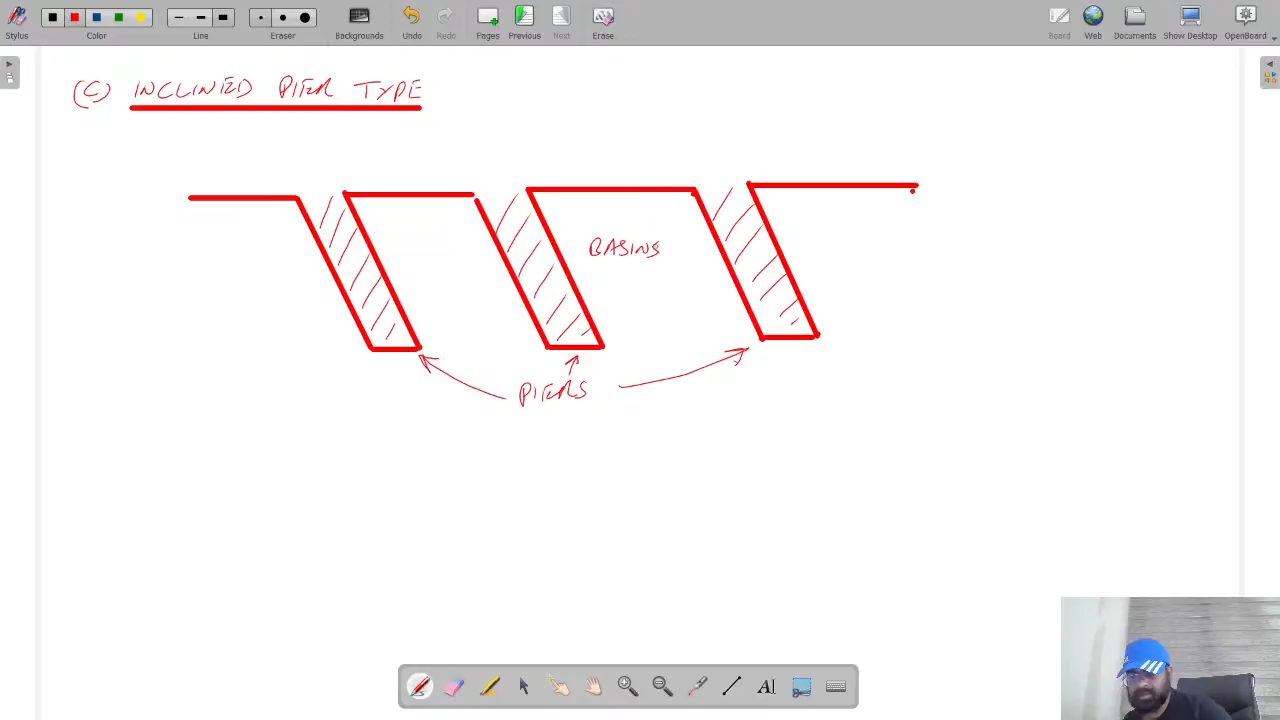 Stylus
Color
Line
Eraser
Backgrounds
Undo
Redo
Pages
Previous
Next
Erase
Board
Web
Documents
Show Desktop
OpenBoard
(C) INCLINED PIER TYPE
BASINS
PIERS
AI